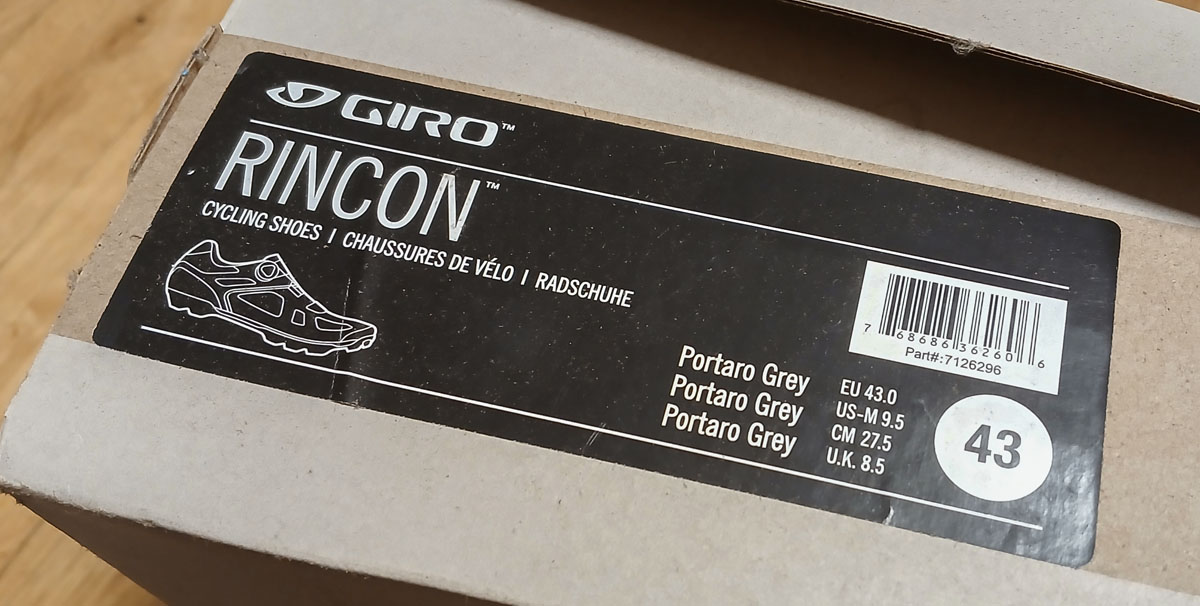 GIRO™
RINCON™
CYCLING SHOES I CHAUSSURES DE VÉLO I RADSCHUHE
7 68686 36260 6
Part#:7126296
Portaro Grey EU 43.0
Portaro Grey US-M 9.5
Portaro Grey CM 27.5
U.K. 8.5
43